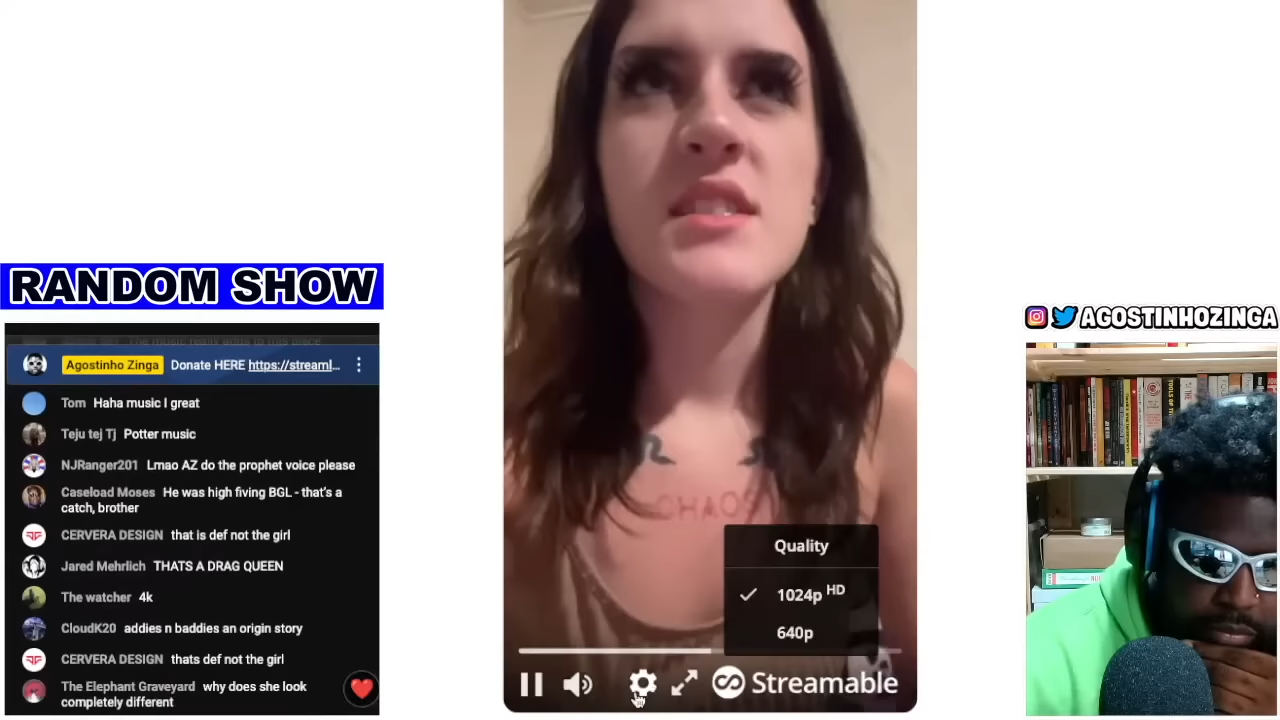 RANDOM SHOW
Agostinho Zinga Donate HERE https://streaml...
Tom Haha music I great
Teju tej Tj Potter music
NJRanger201 Lmao AZ do the prophet voice please
Caseload Moses He was high fiving BGL - that's a
catch, brother
CERVERA DESIGN that is def not the girl
Jared Mehrlich THATS A DRAG QUEEN
The watcher 4k
CloudK20 addies n baddies an origin story
CERVERA DESIGN thats def not the girl
The Elephant Graveyard why does she look
completely different
CHAOS
Quality
1024p HD
640p
Streamable
AGOSTINHOZINGA